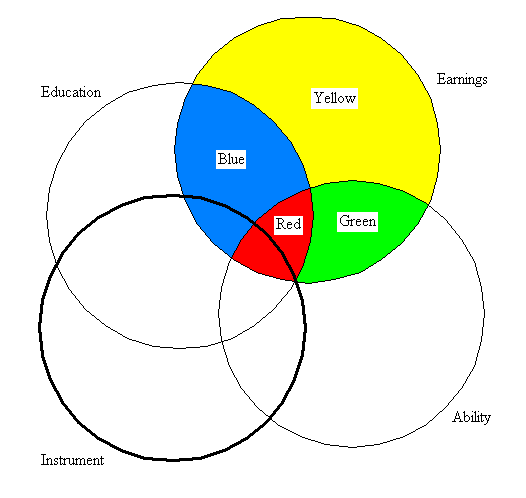 Earnings
Education
Yellow
Blue
Red
Green
Ability
Instrument